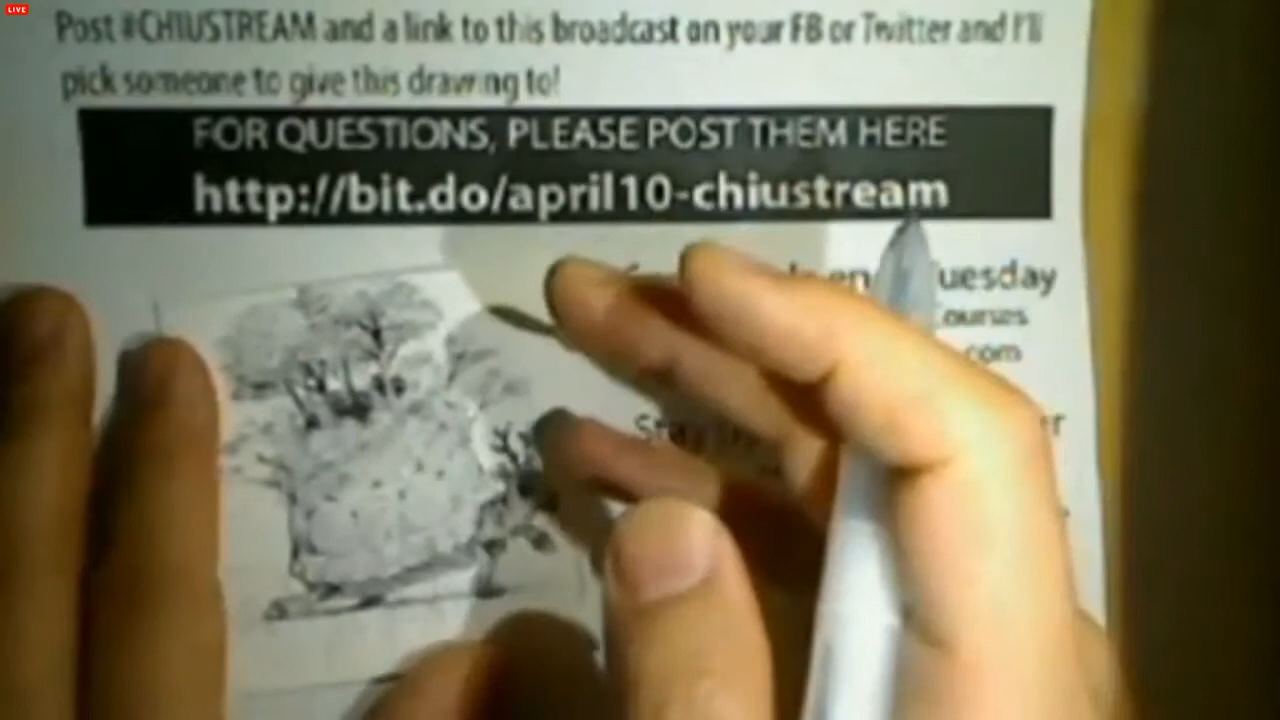 LIVE
Post #CHIUSTREAM and a link to this broadcast on your FB or Twitter and I'll
pick someone to give this drawing to!
FOR QUESTIONS, PLEASE POST THEM HERE
http://bit.do/april10-chiustream